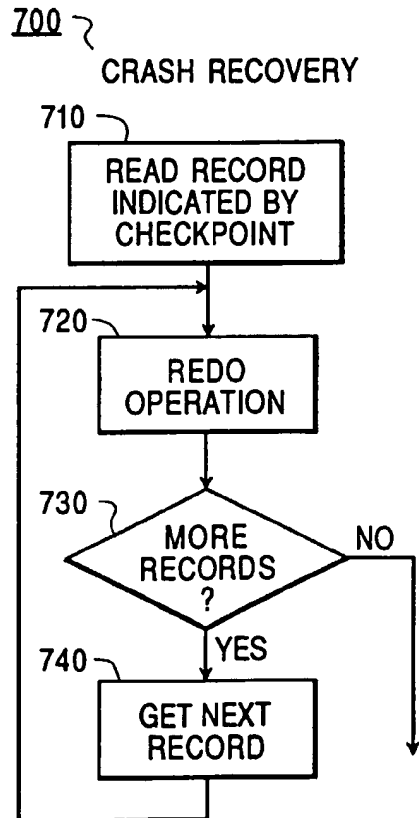 700
CRASH RECOVERY
710
READ RECORD
INDICATED BY
CHECKPOINT
720
REDO
OPERATION
730
MORE
RECORDS
?
NO
YES
740
GET NEXT
RECORD